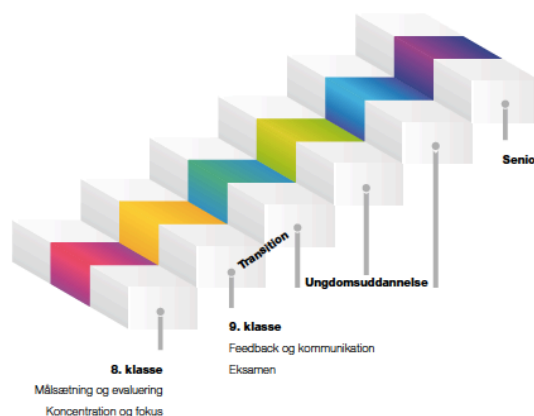 Senio
Transition
Ungdomsuddannelse
9. klasse
Feedback og kommunikation
Eksamen
8. klasse
Målsætning og evaluering
Koncentration og fokus